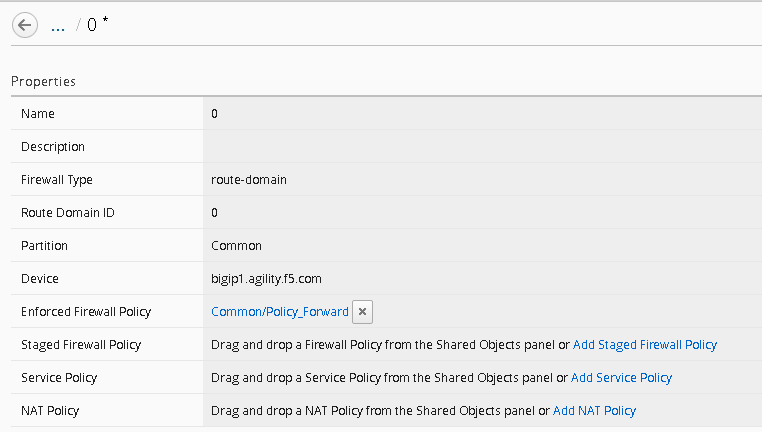 ... / 0 *
Properties
Name 0
Description
Firewall Type route-domain
Route Domain ID 0
Partition Common
Device bigip1.agility.f5.com
Enforced Firewall Policy Common/Policy_Forward ×
Staged Firewall Policy Drag and drop a Firewall Policy from the Shared Objects panel or Add Staged Firewall Policy
Service Policy Drag and drop a Service Policy from the Shared Objects panel or Add Service Policy
NAT Policy Drag and drop a NAT Policy from the Shared Objects panel or Add NAT Policy